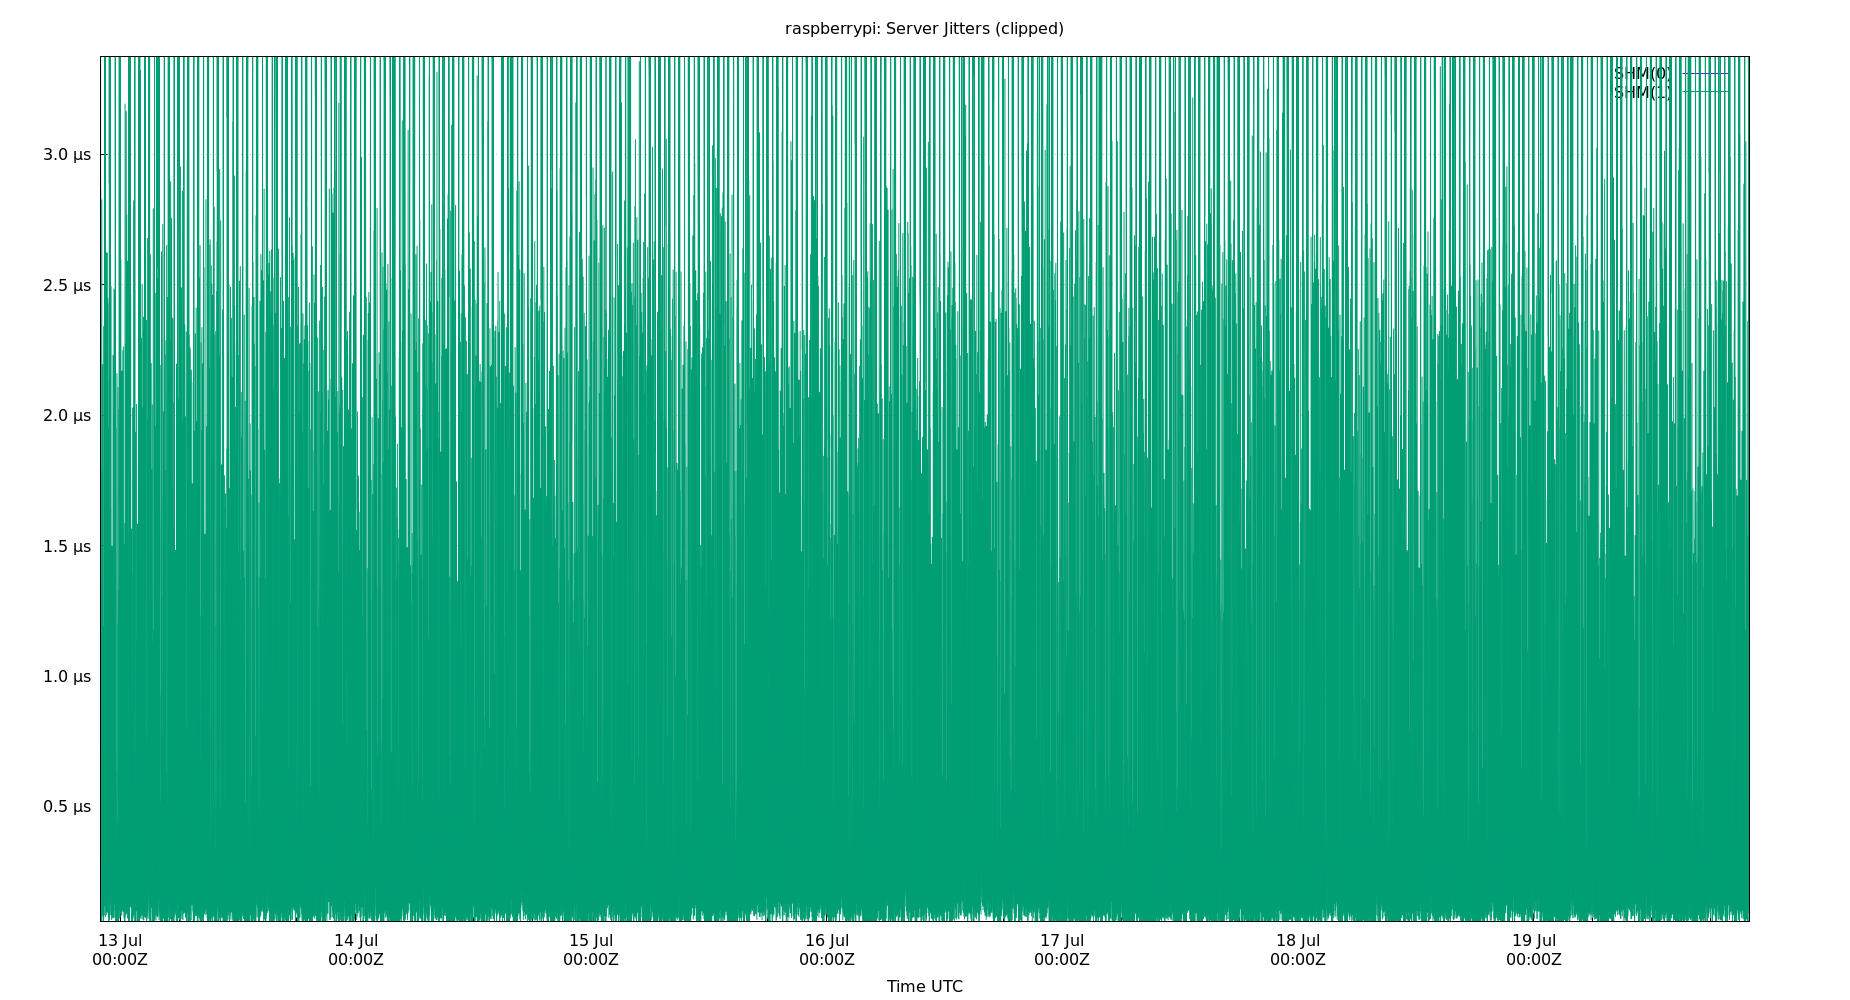 raspberrypi: Server Jitters (clipped)
SHM(0)
SHM(1)
3.0 µs
2.5 µs
2.0 µs
1.5 µs
1.0 µs
0.5 µs
13 Jul 14 Jul 15 Jul 16 Jul 17 Jul 18 Jul 19 Jul
00:00Z 00:00Z 00:00Z 00:00Z 00:00Z 00:00Z 00:00Z
Time UTC